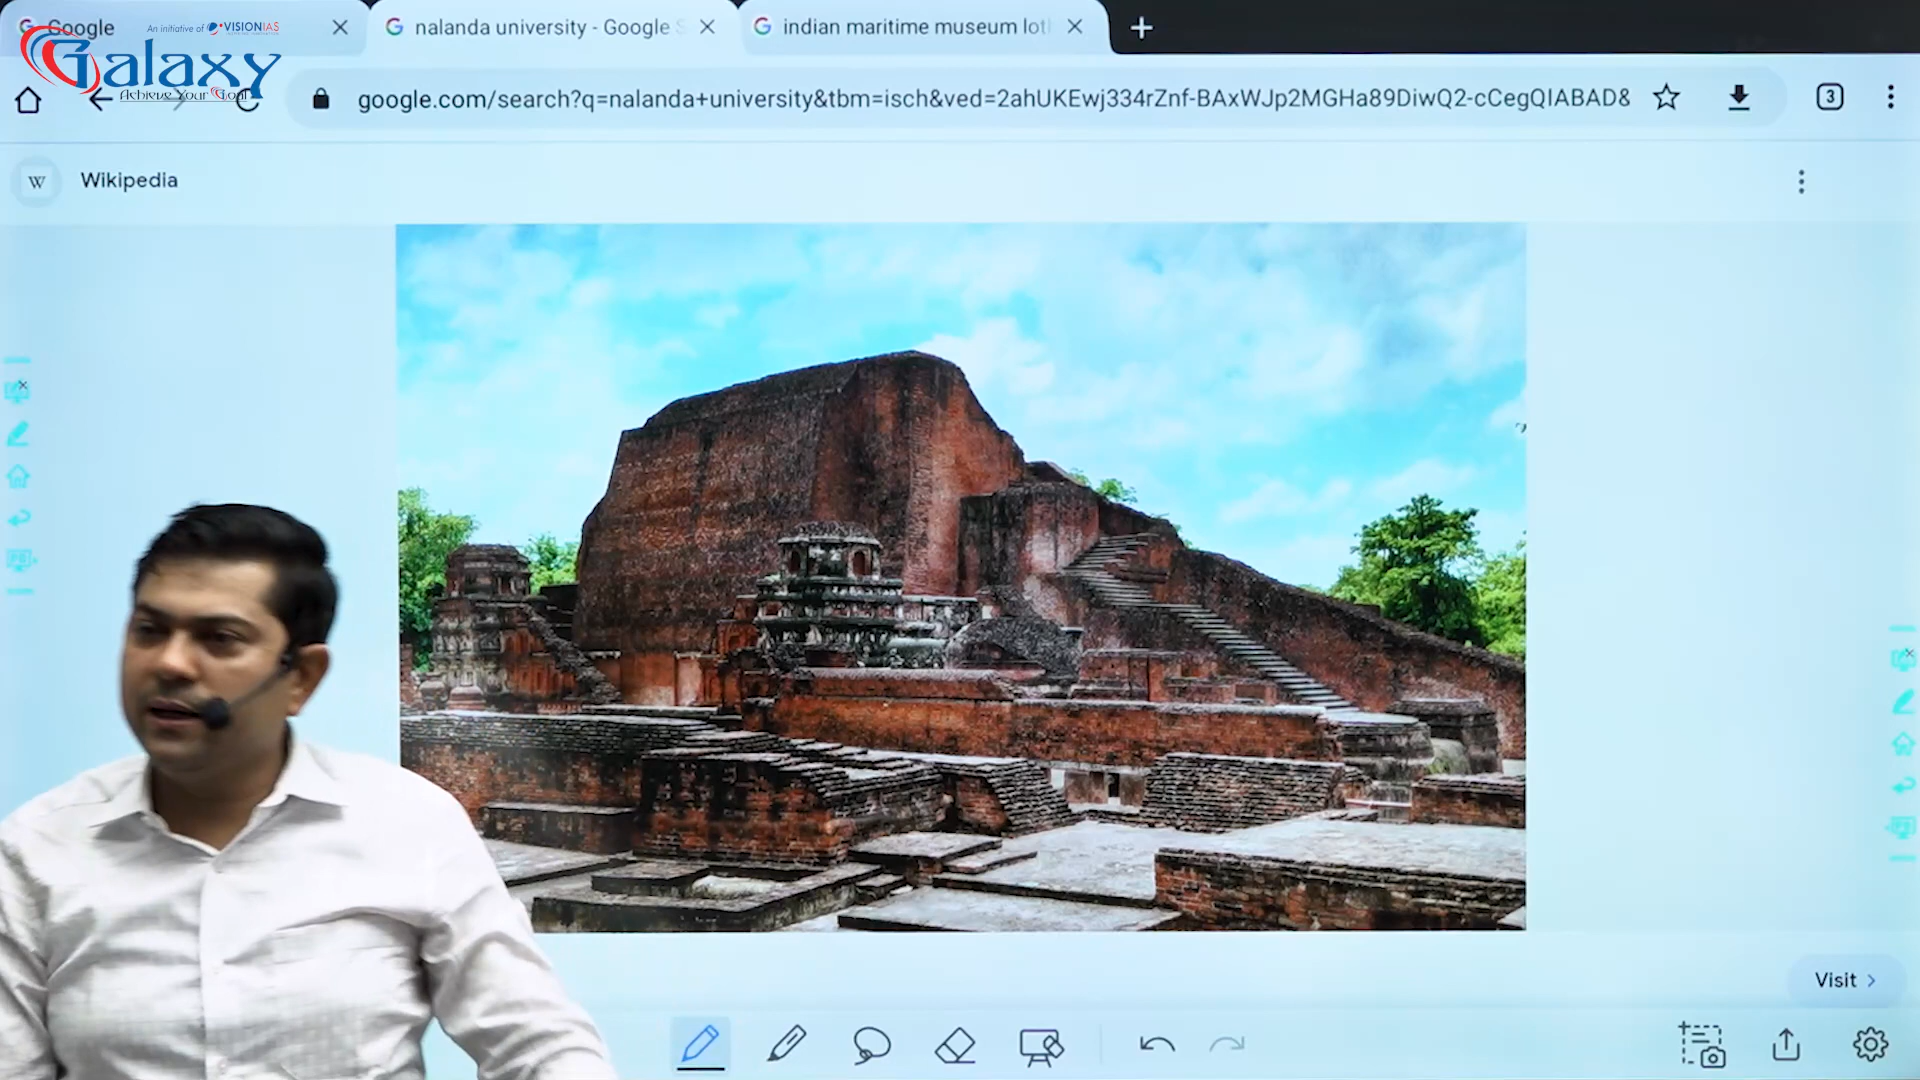 Google
nalanda university - Google S
indian maritime museum lot
An initiative of VISIONIAS
Galaxy
Achieve Your Goal
google.com/search?q=nalanda+university&tbm=isch&ved=2ahUKEwj334rZnf-BAxWJp2MGHa89DiwQ2-cCegQIABAD&
3
W
Wikipedia
Visit >